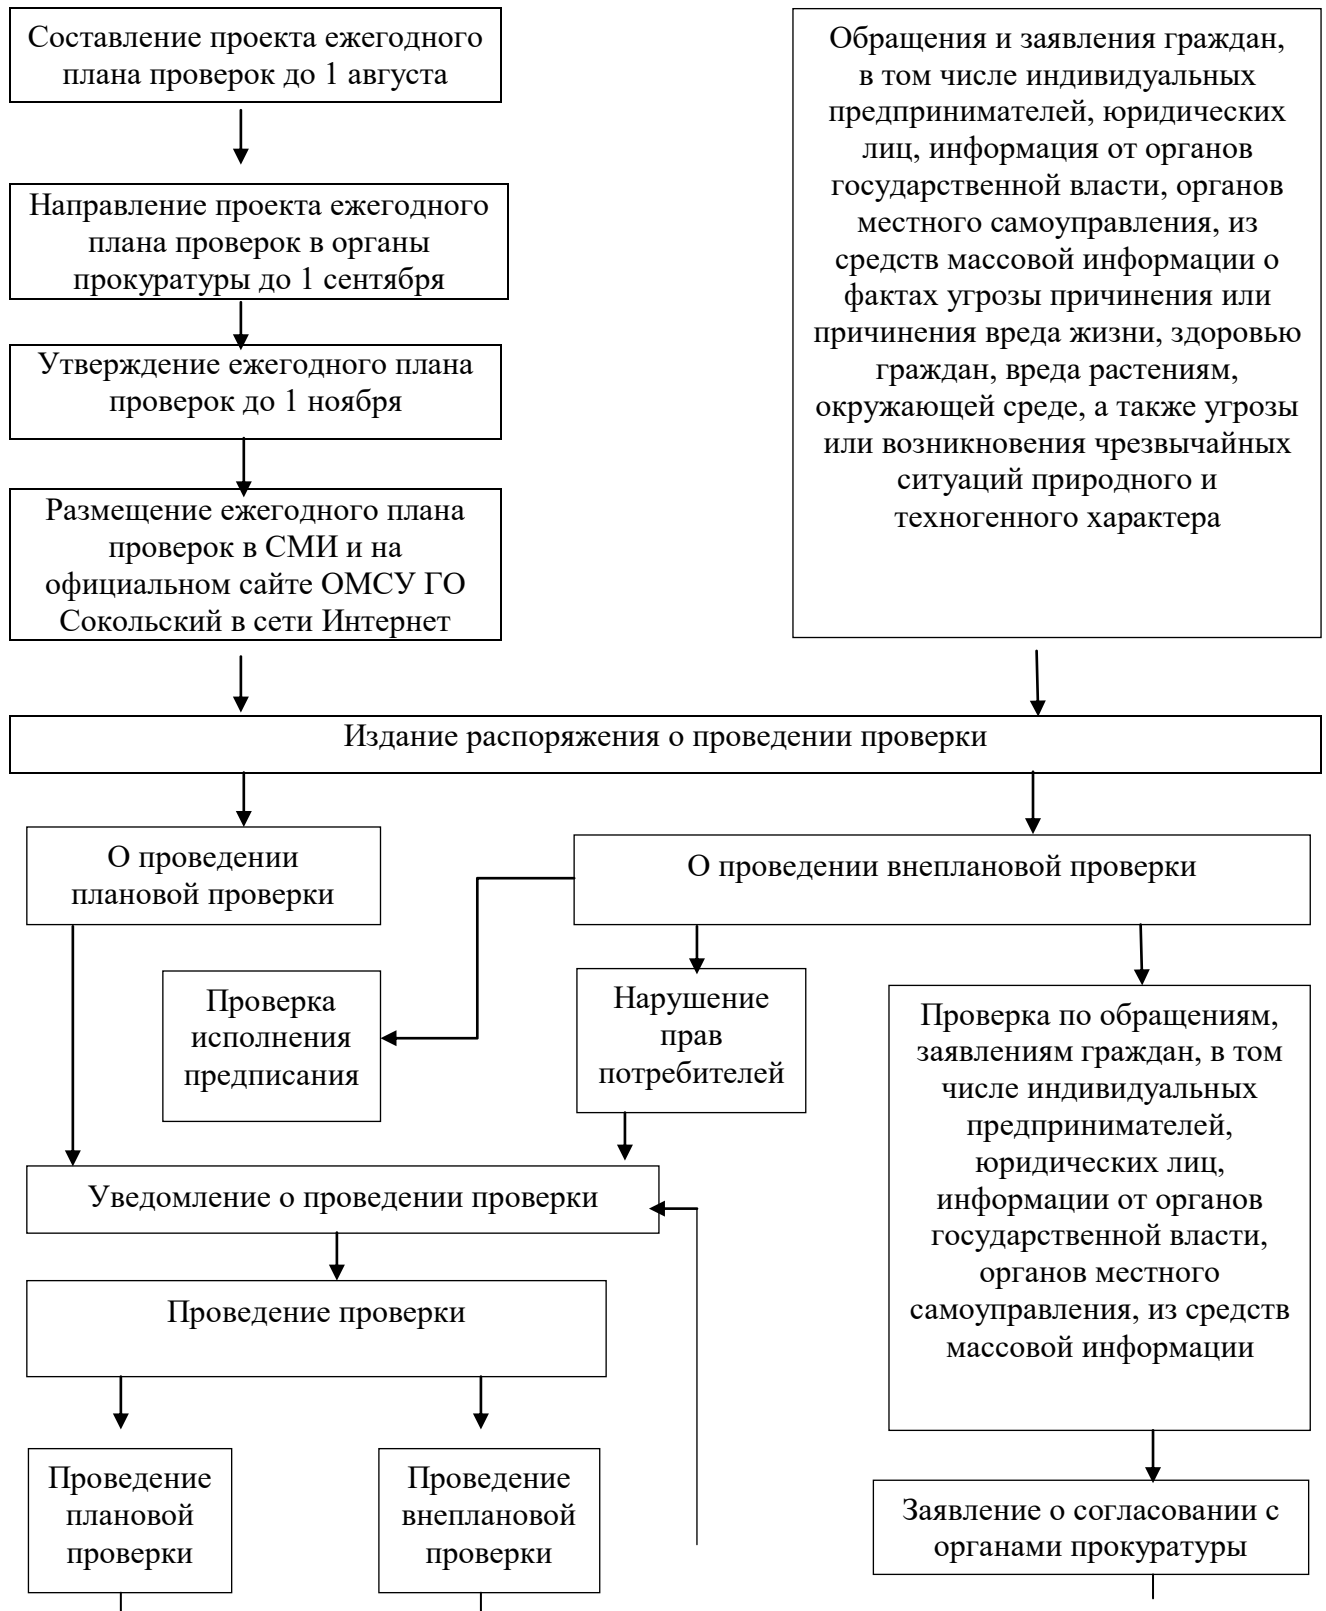 Составление проекта ежегодного
плана проверок до 1 августа
Направление проекта ежегодного
плана проверок в органы
прокуратуры до 1 сентября
Утверждение ежегодного плана
проверок до 1 ноября
Размещение ежегодного плана
проверок в СМИ и на
официальном сайте ОМСУ ГО
Сокольский в сети Интернет
Обращения и заявления граждан,
в том числе индивидуальных
предпринимателей, юридических
лиц, информация от органов
государственной власти, органов
местного самоуправления, из
средств массовой информации о
фактах угрозы причинения или
причинения вреда жизни, здоровью
граждан, вреда растениям,
окружающей среде, а также угрозы
или возникновения чрезвычайных
ситуаций природного и
техногенного характера
Издание распоряжения о проведении проверки
О проведении
плановой проверки
О проведении внеплановой проверки
Проверка
исполнения
предписания
Нарушение
прав
потребителей
Проверка по обращениям,
заявлениям граждан, в том
числе индивидуальных
предпринимателей,
юридических лиц,
информации от органов
государственной власти,
органов местного
самоуправления, из средств
массовой информации
Уведомление о проведении проверки
Проведение проверки
Проведение
плановой
проверки
Проведение
внеплановой
проверки
Заявление о согласовании с
органами прокуратуры